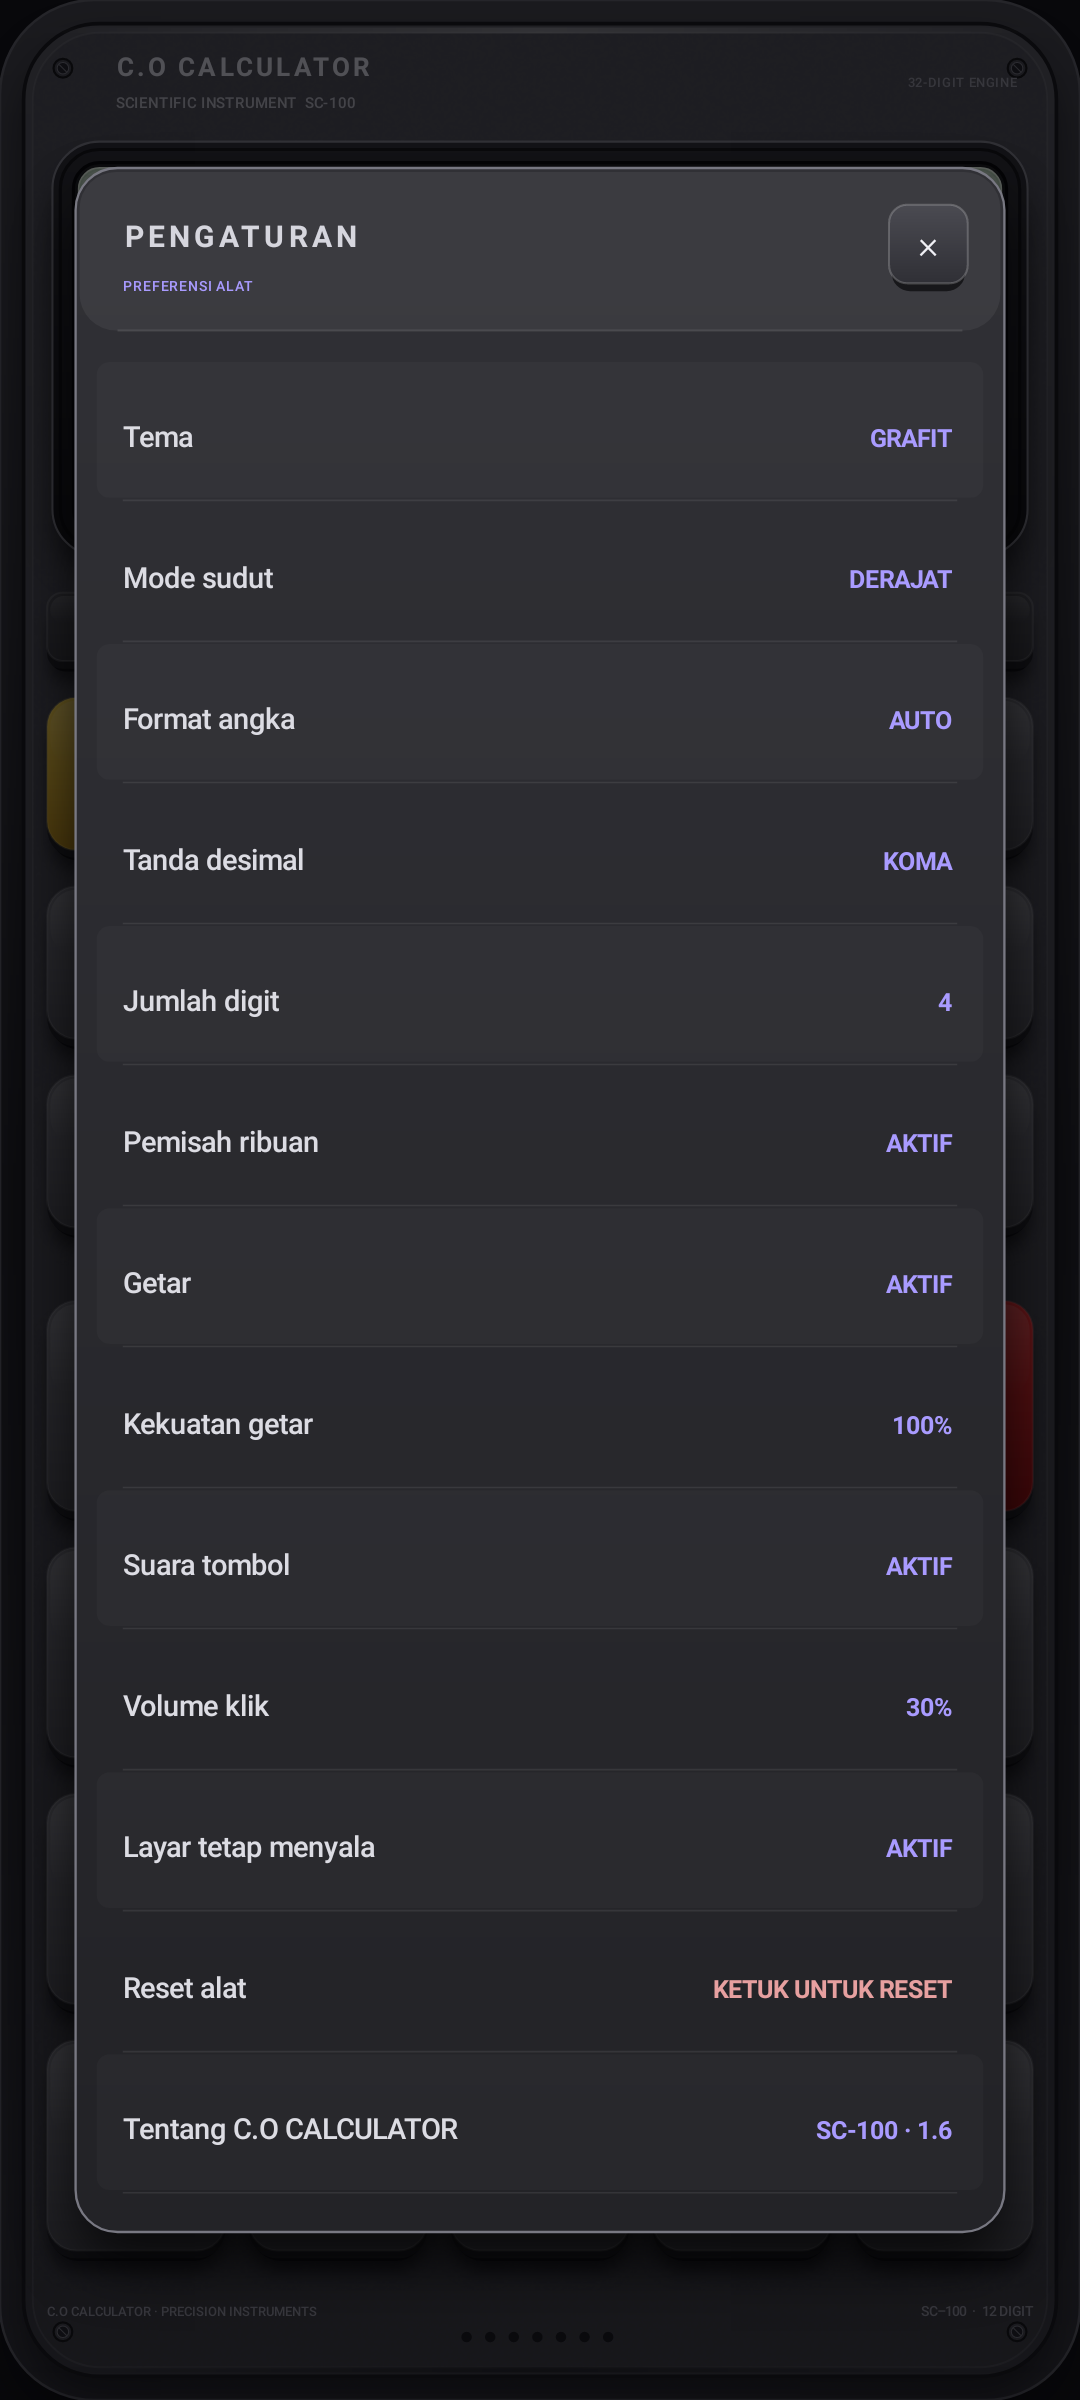 C.O CALCULATOR
SCIENTIFIC INSTRUMENT SC-100
32-DIGIT ENGINE
PENGATURAN
PREFERENSI ALAT
×
Tema GRAFIT
Mode sudut DERAJAT
Format angka AUTO
Tanda desimal KOMA
Jumlah digit 4
Pemisah ribuan AKTIF
Getar AKTIF
Kekuatan getar 100%
Suara tombol AKTIF
Volume klik 30%
Layar tetap menyala AKTIF
Reset alat KETUK UNTUK RESET
Tentang C.O CALCULATOR SC-100 · 1.6
C.O CALCULATOR · PRECISION INSTRUMENTS
SC-100 · 12 DIGIT